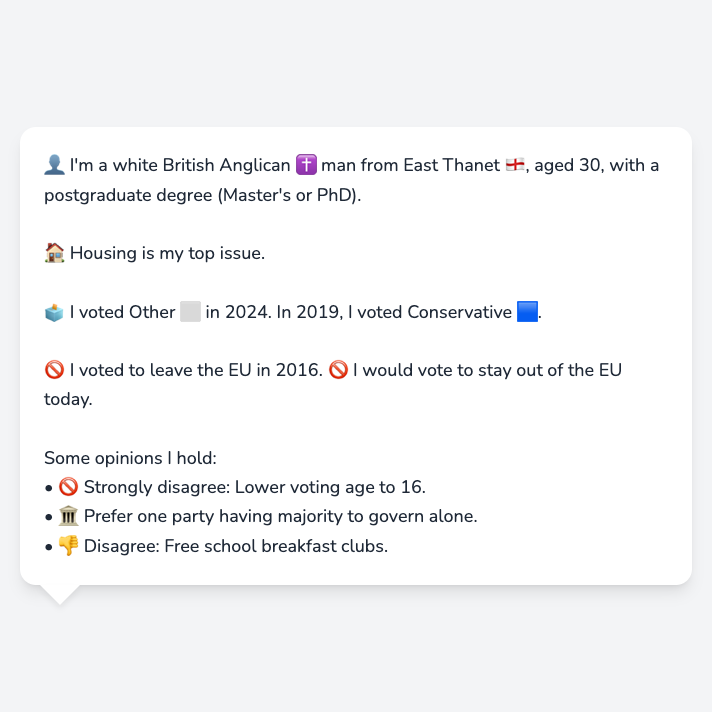 👤 I'm a white British Anglican ✝️ man from East Thanet 🏴󠁧󠁢󠁥󠁮󠁧󠁿, aged 30, with a
postgraduate degree (Master's or PhD).
🏠 Housing is my top issue.
🗳️ I voted Other ⬜ in 2024. In 2019, I voted Conservative 🟦.
🚫 I voted to leave the EU in 2016. 🚫 I would vote to stay out of the EU
today.
Some opinions I hold:
• 🚫 Strongly disagree: Lower voting age to 16.
• 🏛️ Prefer one party having majority to govern alone.
• 👎 Disagree: Free school breakfast clubs.